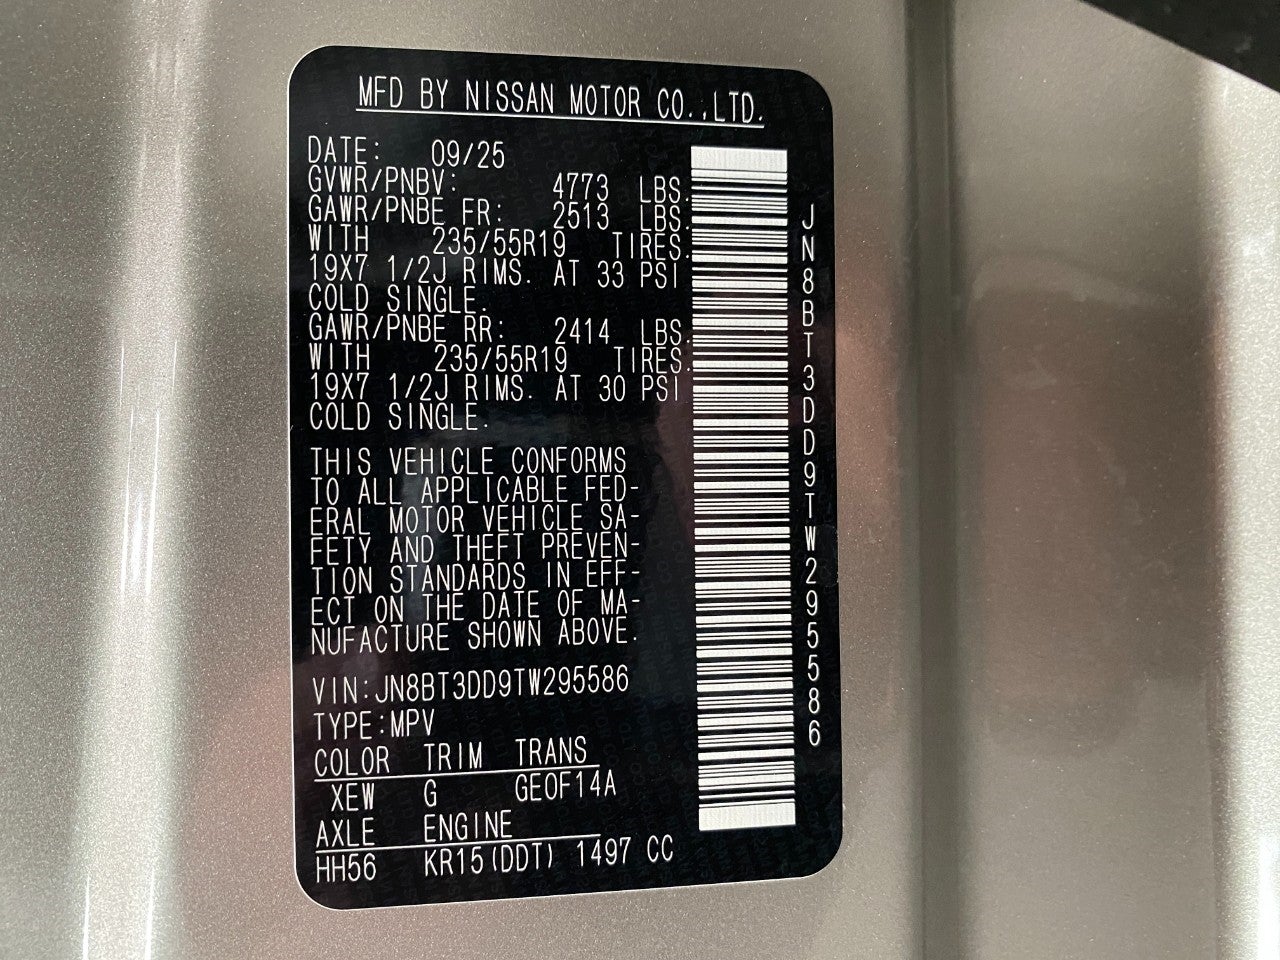 MFD BY NISSAN MOTOR CO.,LTD.
DATE: 09/25
GVWR/PNBV: 4773 LBS.
GAWR/PNBE FR: 2513 LBS.
WITH 235/55R19 TIRES.
19X7 1/2J RIMS. AT 33 PSI
COLD SINGLE.
GAWR/PNBE RR: 2414 LBS.
WITH 235/55R19 TIRES.
19X7 1/2J RIMS. AT 30 PSI
COLD SINGLE.
THIS VEHICLE CONFORMS
TO ALL APPLICABLE FED-
ERAL MOTOR VEHICLE SA-
FETY AND THEFT PREVEN-
TION STANDARDS IN EFF-
ECT ON THE DATE OF MA-
NUFACTURE SHOWN ABOVE.
VIN:JN8BT3DD9TW295586
TYPE:MPV
COLOR TRIM TRANS
XEW G GEOF14A
AXLE ENGINE
HH56 KR15(DDT) 1497 CC
JN8BT3DD9TW295586